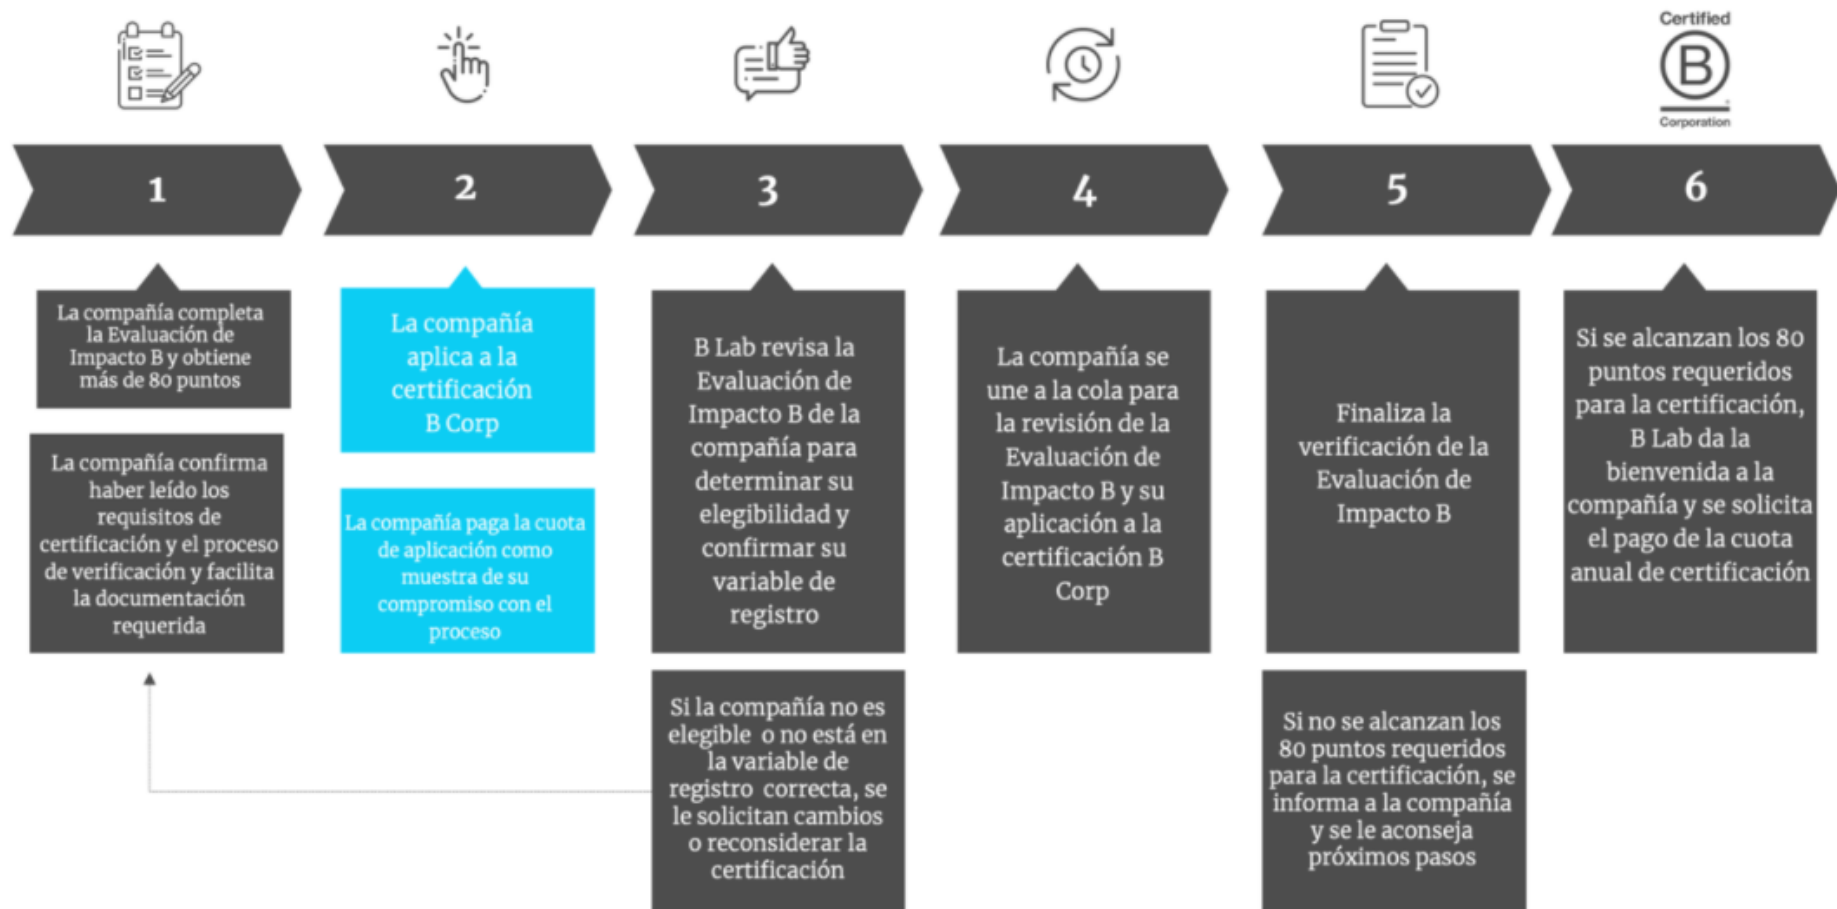 Certified
B
Corporation
1
2
3
4
5
6
La compañía completa
la Evaluación de
Impacto B y obtiene
más de 80 puntos
La compañía confirma
haber leído los
requisitos de
certificación y el proceso
de verificación y facilita
la documentación
requerida
La compañía
aplica a la
certificación
B Corp
La compañía paga la cuota
de aplicación como
muestra de su
compromiso con el
proceso
B Lab revisa la
Evaluación de
Impacto B de la
compañía para
determinar su
elegibilidad y
confirmar su
variable de
registro
Si la compañía no es
elegible o no está en
la variable de
registro correcta, se
le solicitan cambios
o reconsiderar la
certificación
La compañía se
une a la cola para
la revisión de la
Evaluación de
Impacto B y su
aplicación a la
certificación B
Corp
Finaliza la
verificación de la
Evaluación de
Impacto B
Si no se alcanzan los
80 puntos requeridos
para la certificación, se
informa a la compañía
y se le aconseja
próximos pasos
Si se alcanzan los 80
puntos requeridos
para la certificación,
B Lab da la
bienvenida a la
compañía y se solicita
el pago de la cuota
anual de certificación